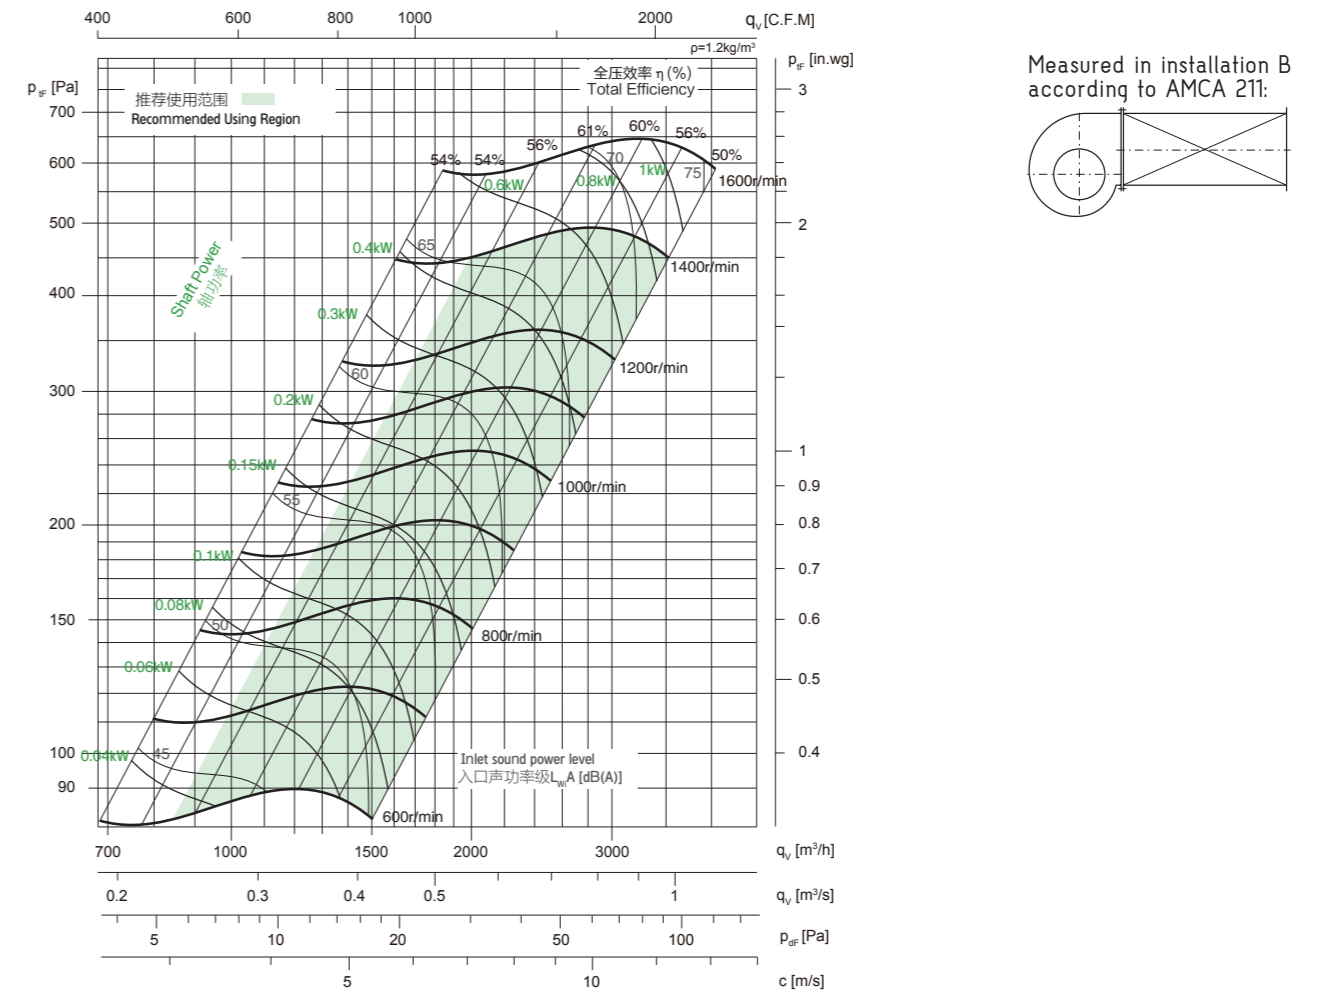 400 600 800 1000 2000 qv[C.F.M]
ρ=1.2kg/m³
ptF [Pa]
ptF [in.wg]
全压效率 η (%)
Total Efficiency
推荐使用范围
Recommended Using Region
Measured in installation B
according to AMCA 211:
700
600
500
400
300
200
150
100
90
3
2
1
0.9
0.8
0.7
0.6
0.5
0.4
54% 54% 56% 61% 60% 56% 50%
0.6kW 0.8kW 70 1kW 75
1600r/min
0.4kW 65
1400r/min
Shaft Power
轴功率
0.3kW
60
1200r/min
0.2kW
0.15kW
55
1000r/min
0.1kW
0.08kW
50
800r/min
0.06kW
0.04kW
45
Inlet sound power level
入口声功率级LwiA [dB(A)]
600r/min
700 1000 1500 2000 3000 qv [m³/h]
0.2 0.3 0.4 0.5 1 qv [m³/s]
5 10 20 50 100 pdF [Pa]
5 10 c [m/s]